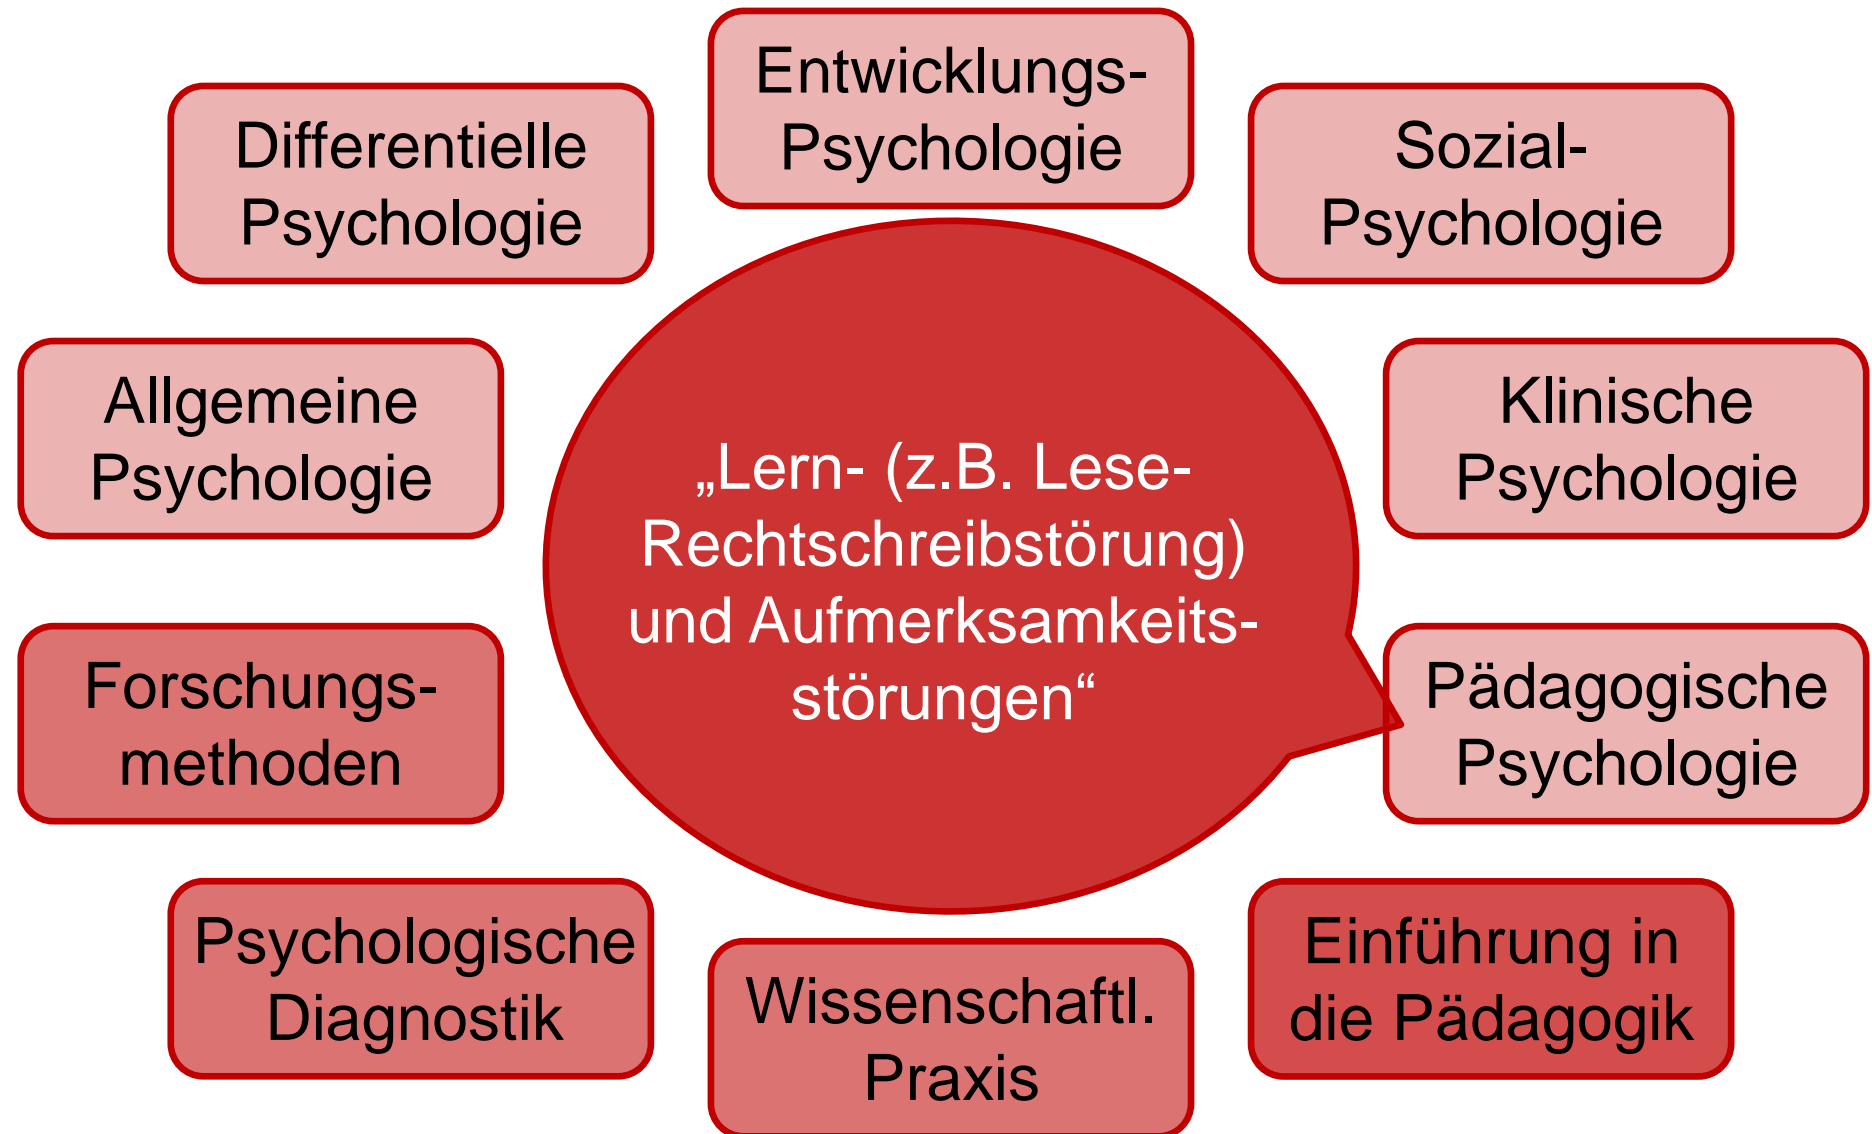 Entwicklungs-
Psychologie
Differentielle
Psychologie
Sozial-
Psychologie
Allgemeine
Psychologie
Klinische
Psychologie
„Lern- (z.B. Lese-
Rechtschreibstörung)
und Aufmerksamkeits-
störungen“
Forschungs-
methoden
Pädagogische
Psychologie
Psychologische
Diagnostik
Wissenschaftl.
Praxis
Einführung in
die Pädagogik